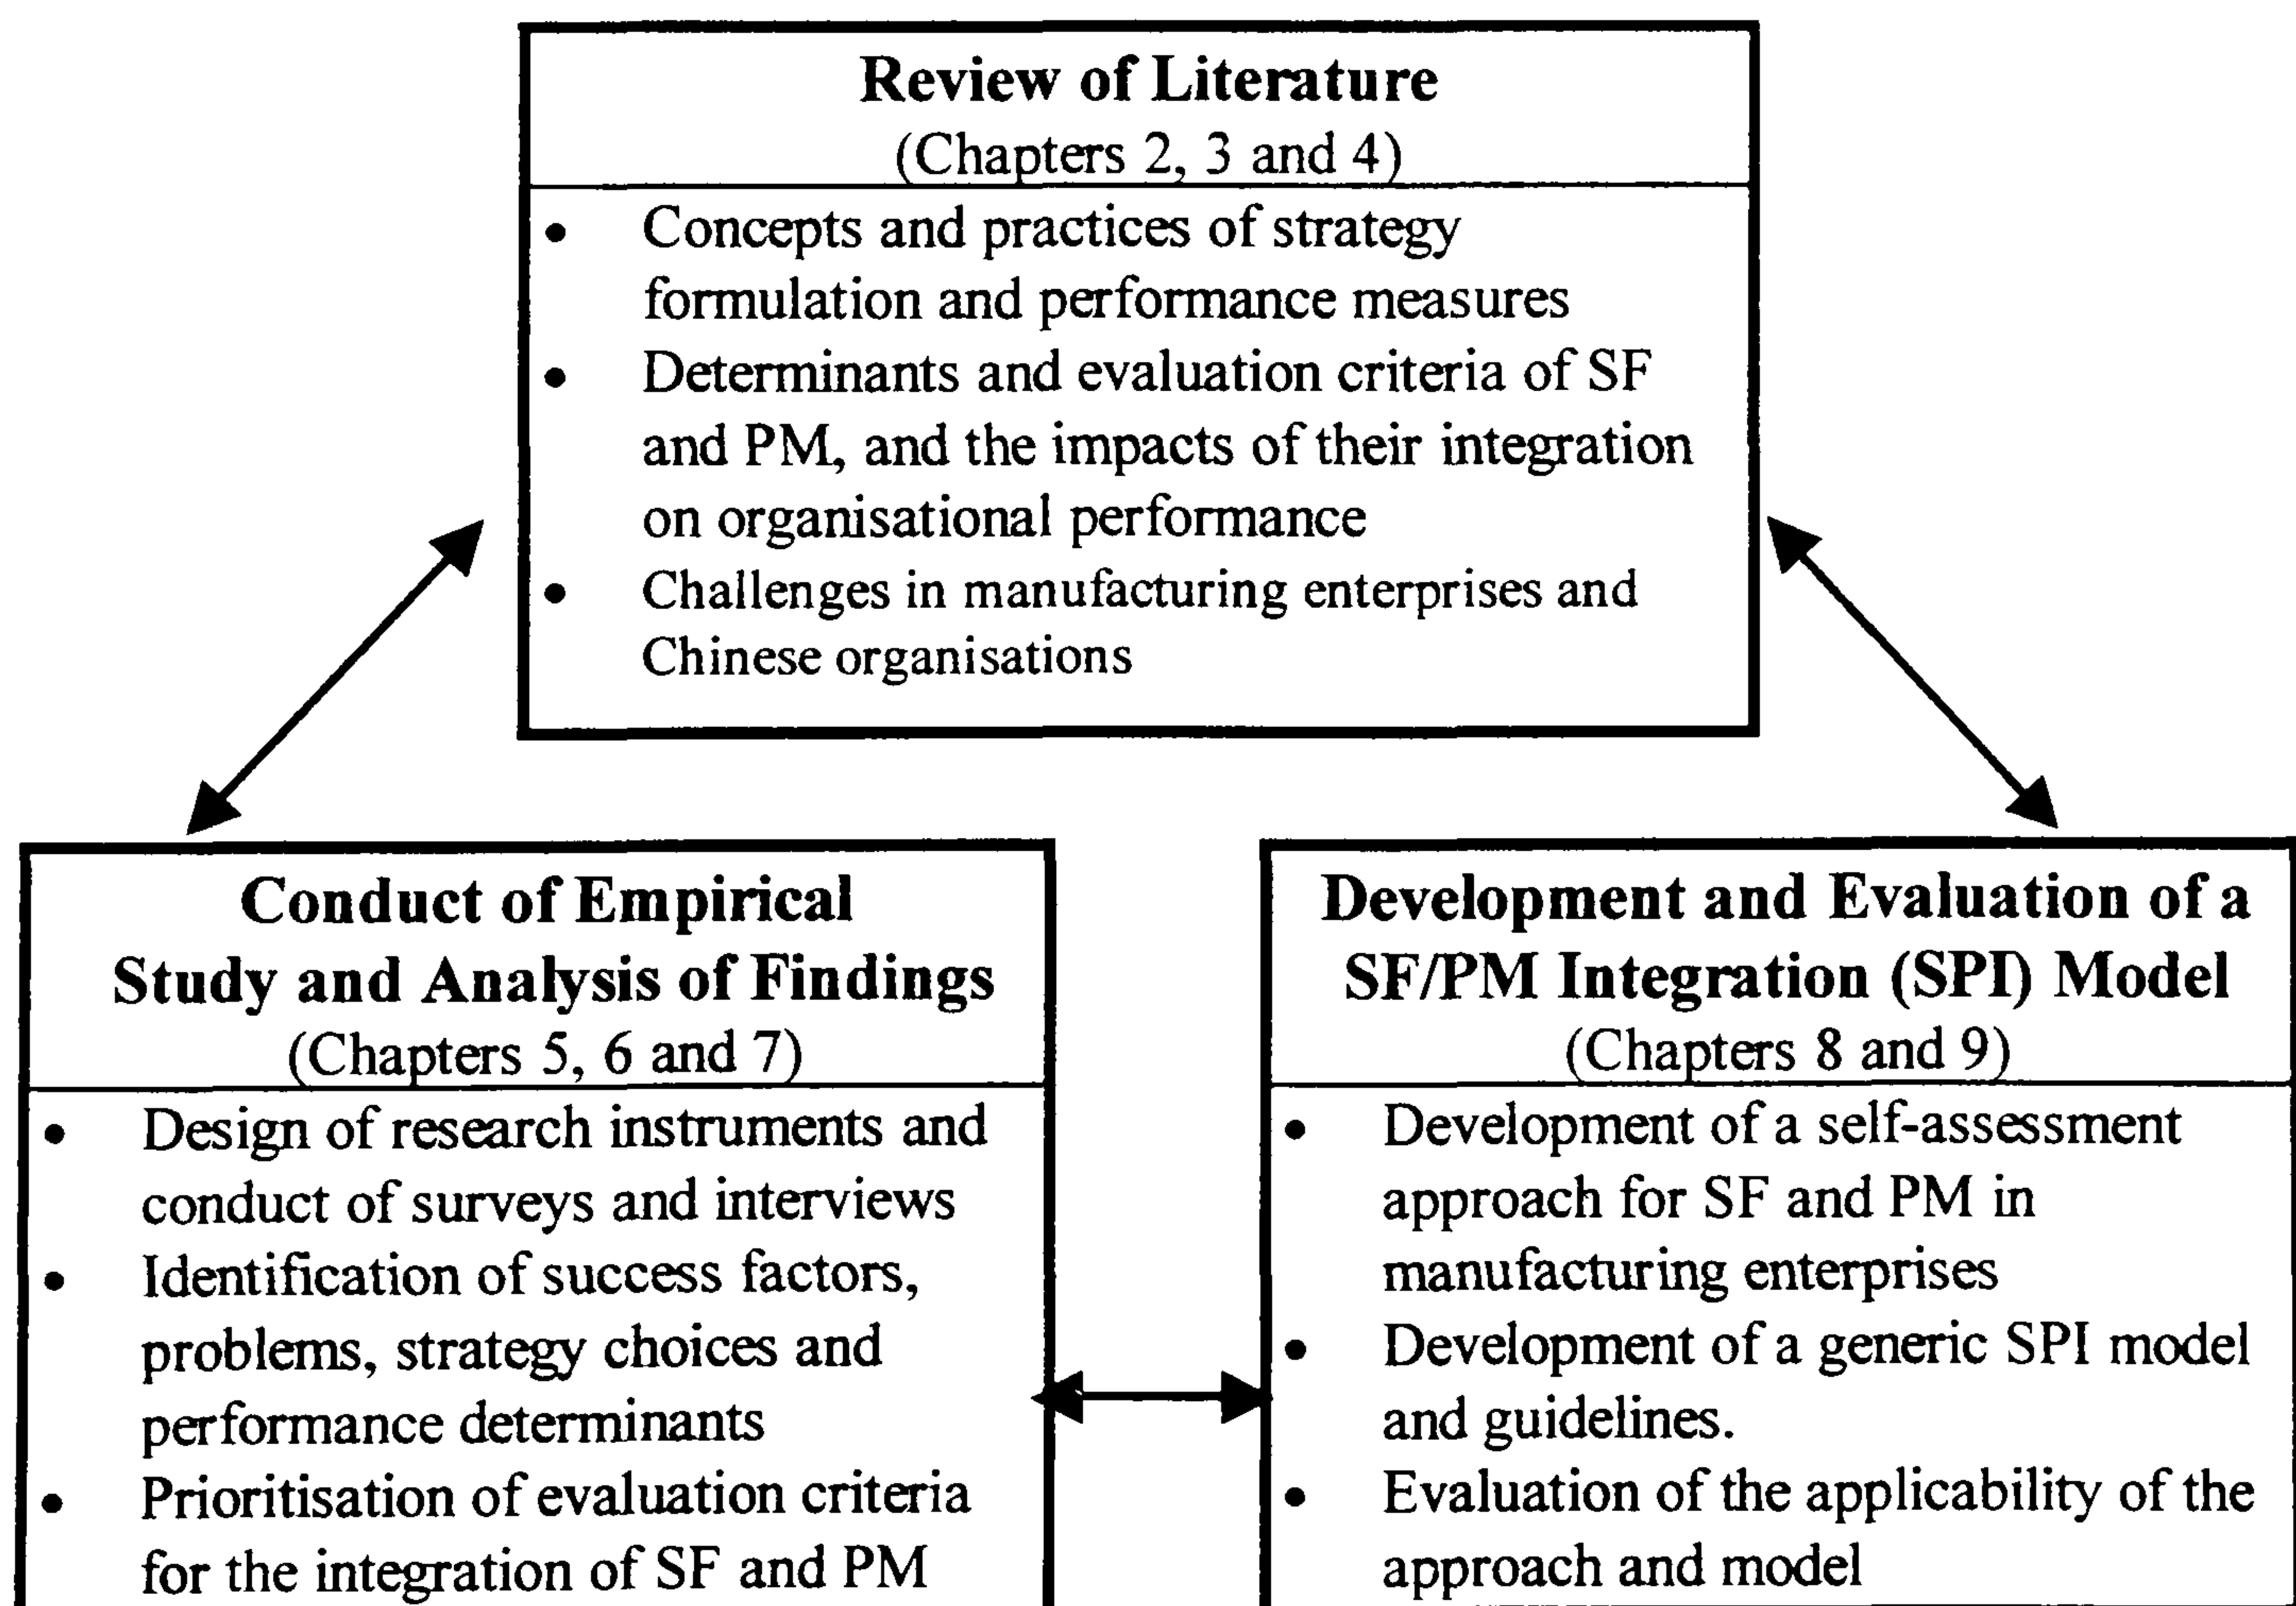 Review of Literature
(Chapters 2, 3 and 4)
• Concepts and practices of strategy
formulation and performance measures
• Determinants and evaluation criteria of SF
and PM, and the impacts of their integration
on organisational performance
• Challenges in manufacturing enterprises and
Chinese organisations
Conduct of Empirical
Study and Analysis of Findings
(Chapters 5, 6 and 7)
• Design of research instruments and
conduct of surveys and interviews
• Identification of success factors,
problems, strategy choices and
performance determinants
• Prioritisation of evaluation criteria
for the integration of SF and PM
Development and Evaluation of a
SF/PM Integration (SPI) Model
(Chapters 8 and 9)
• Development of a self-assessment
approach for SF and PM in
manufacturing enterprises
• Development of a generic SPI model
and guidelines.
• Evaluation of the applicability of the
approach and model